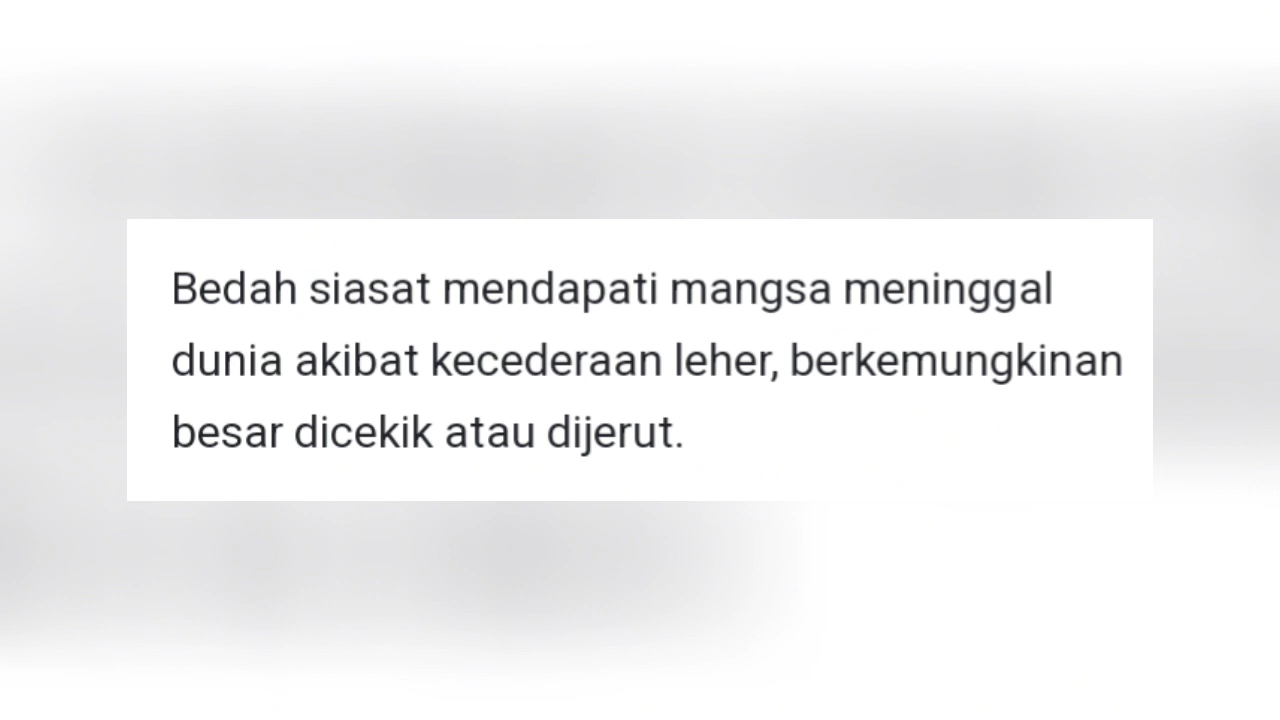 Bedah siasat mendapati mangsa meninggal
dunia akibat kecederaan leher, berkemungkinan
besar dicekik atau dijerut.